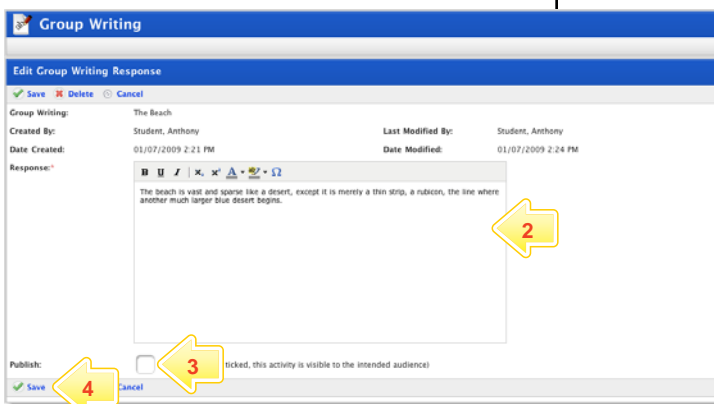 Group Writing
Edit Group Writing Response
Save Delete Cancel
Group Writing: The Beach
Created By: Student, Anthony Last Modified By: Student, Anthony
Date Created: 01/07/2009 2:21 PM Date Modified: 01/07/2009 2:24 PM
Response:*
B U I x, x² A Ω
The beach is vast and sparse like a desert, except it is merely a thin strip, a rubicon, the line where
another much larger blue desert begins.
2
Publish: 3 ticked, this activity is visible to the intended audience)
Save 4 Cancel